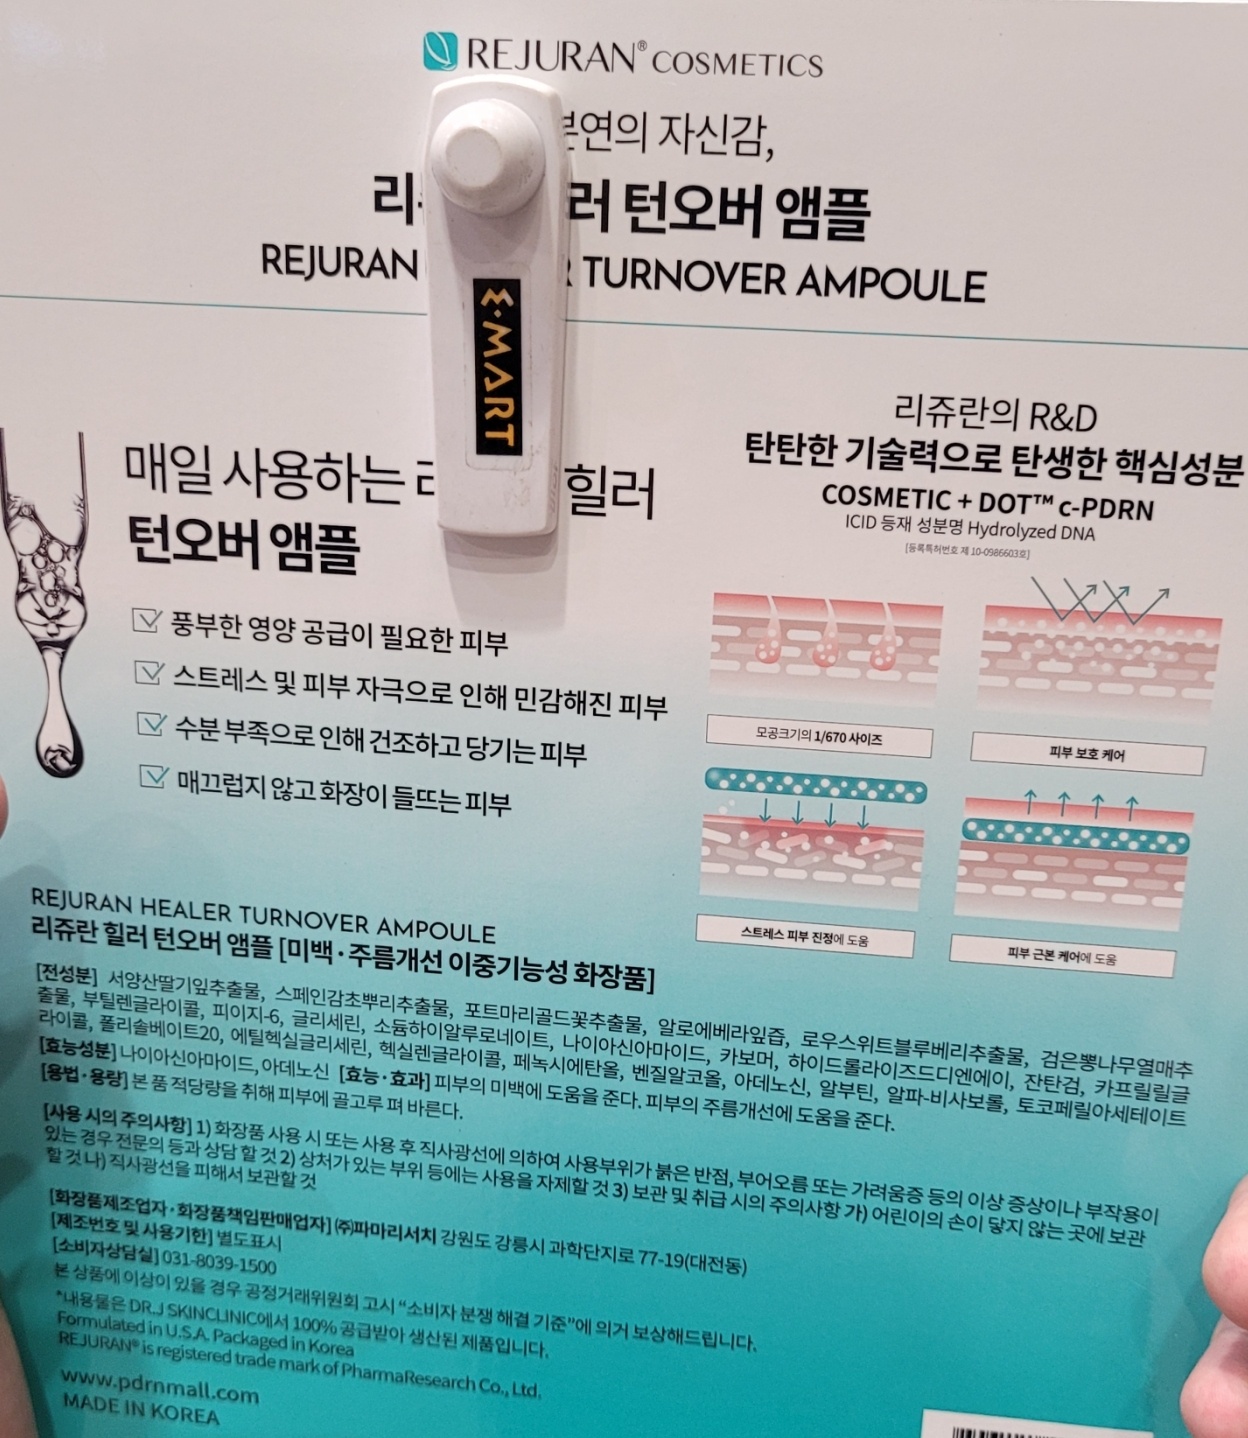 REJURAN® COSMETICS
본연의 자신감,
리 러 턴오버 앰플
REJURAN TURNOVER AMPOULE
E·MART
매일 사용하는 힐러
턴오버 앰플
풍부한 영양 공급이 필요한 피부
스트레스 및 피부 자극으로 인해 민감해진 피부
수분 부족으로 인해 건조하고 당기는 피부
매끄럽지 않고 화장이 들뜨는 피부
리쥬란의 R&D
탄탄한 기술력으로 탄생한 핵심성분
COSMETIC + DOT™ c-PDRN
ICID 등재 성분명 Hydrolyzed DNA
[등록특허번호 제 10-0986603호]
모공크기의 1/670 사이즈
피부 보호 케어
스트레스 피부 진정에 도움
피부 근본 케어에 도움
REJURAN HEALER TURNOVER AMPOULE
리쥬란 힐러 턴오버 앰플 [미백·주름개선 이중기능성 화장품]
[전성분] 서양산딸기잎추출물, 스페인감초뿌리추출물, 포트마리골드꽃추출물, 알로에베라잎즙, 로우스위트블루베리추출물, 검은뽕나무열매추
출물, 부틸렌글라이콜, 피이지-6, 글리세린, 소듐하이알루로네이트, 나이아신아마이드, 카보머, 하이드롤라이즈드디엔에이, 잔탄검, 카프릴릴글
라이콜, 폴리솔베이트20, 에틸헥실글리세린, 헥실렌글라이콜, 페녹시에탄올, 벤질알코올, 아데노신, 알부틴, 알파-비사보롤, 토코페릴아세테이트
[효능성분] 나이아신아마이드, 아데노신 [효능·효과] 피부의 미백에 도움을 준다. 피부의 주름개선에 도움을 준다.
[용법·용량] 본 품 적당량을 취해 피부에 골고루 펴 바른다.
[사용 시의 주의사항] 1) 화장품 사용 시 또는 사용 후 직사광선에 의하여 사용부위가 붉은 반점, 부어오름 또는 가려움증 등의 이상 증상이나 부작용이
있는 경우 전문의 등과 상담 할 것 2) 상처가 있는 부위 등에는 사용을 자제할 것 3) 보관 및 취급 시의 주의사항 가) 어린이의 손이 닿지 않는 곳에 보관
할 것 나) 직사광선을 피해서 보관할 것
[화장품제조업자·화장품책임판매업자] ㈜파마리서치 강원도 강릉시 과학단지로 77-19(대전동)
[제조번호 및 사용기한] 별도표시
[소비자상담실] 031-8039-1500
본 상품에 이상이 있을 경우 공정거래위원회 고시 “소비자 분쟁 해결 기준”에 의거 보상해드립니다.
*내용물은 DR.J SKINCLINIC에서 100% 공급받아 생산된 제품입니다.
Formulated in U.S.A. Packaged in Korea
REJURAN® is registered trade mark of PharmaResearch Co., Ltd.
www.pdrnmall.com
MADE IN KOREA